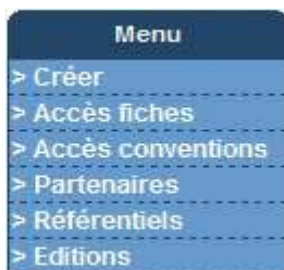 Menu
> Créer
> Accès fiches
> Accès conventions
> Partenaires
> Référentiels
> Editions